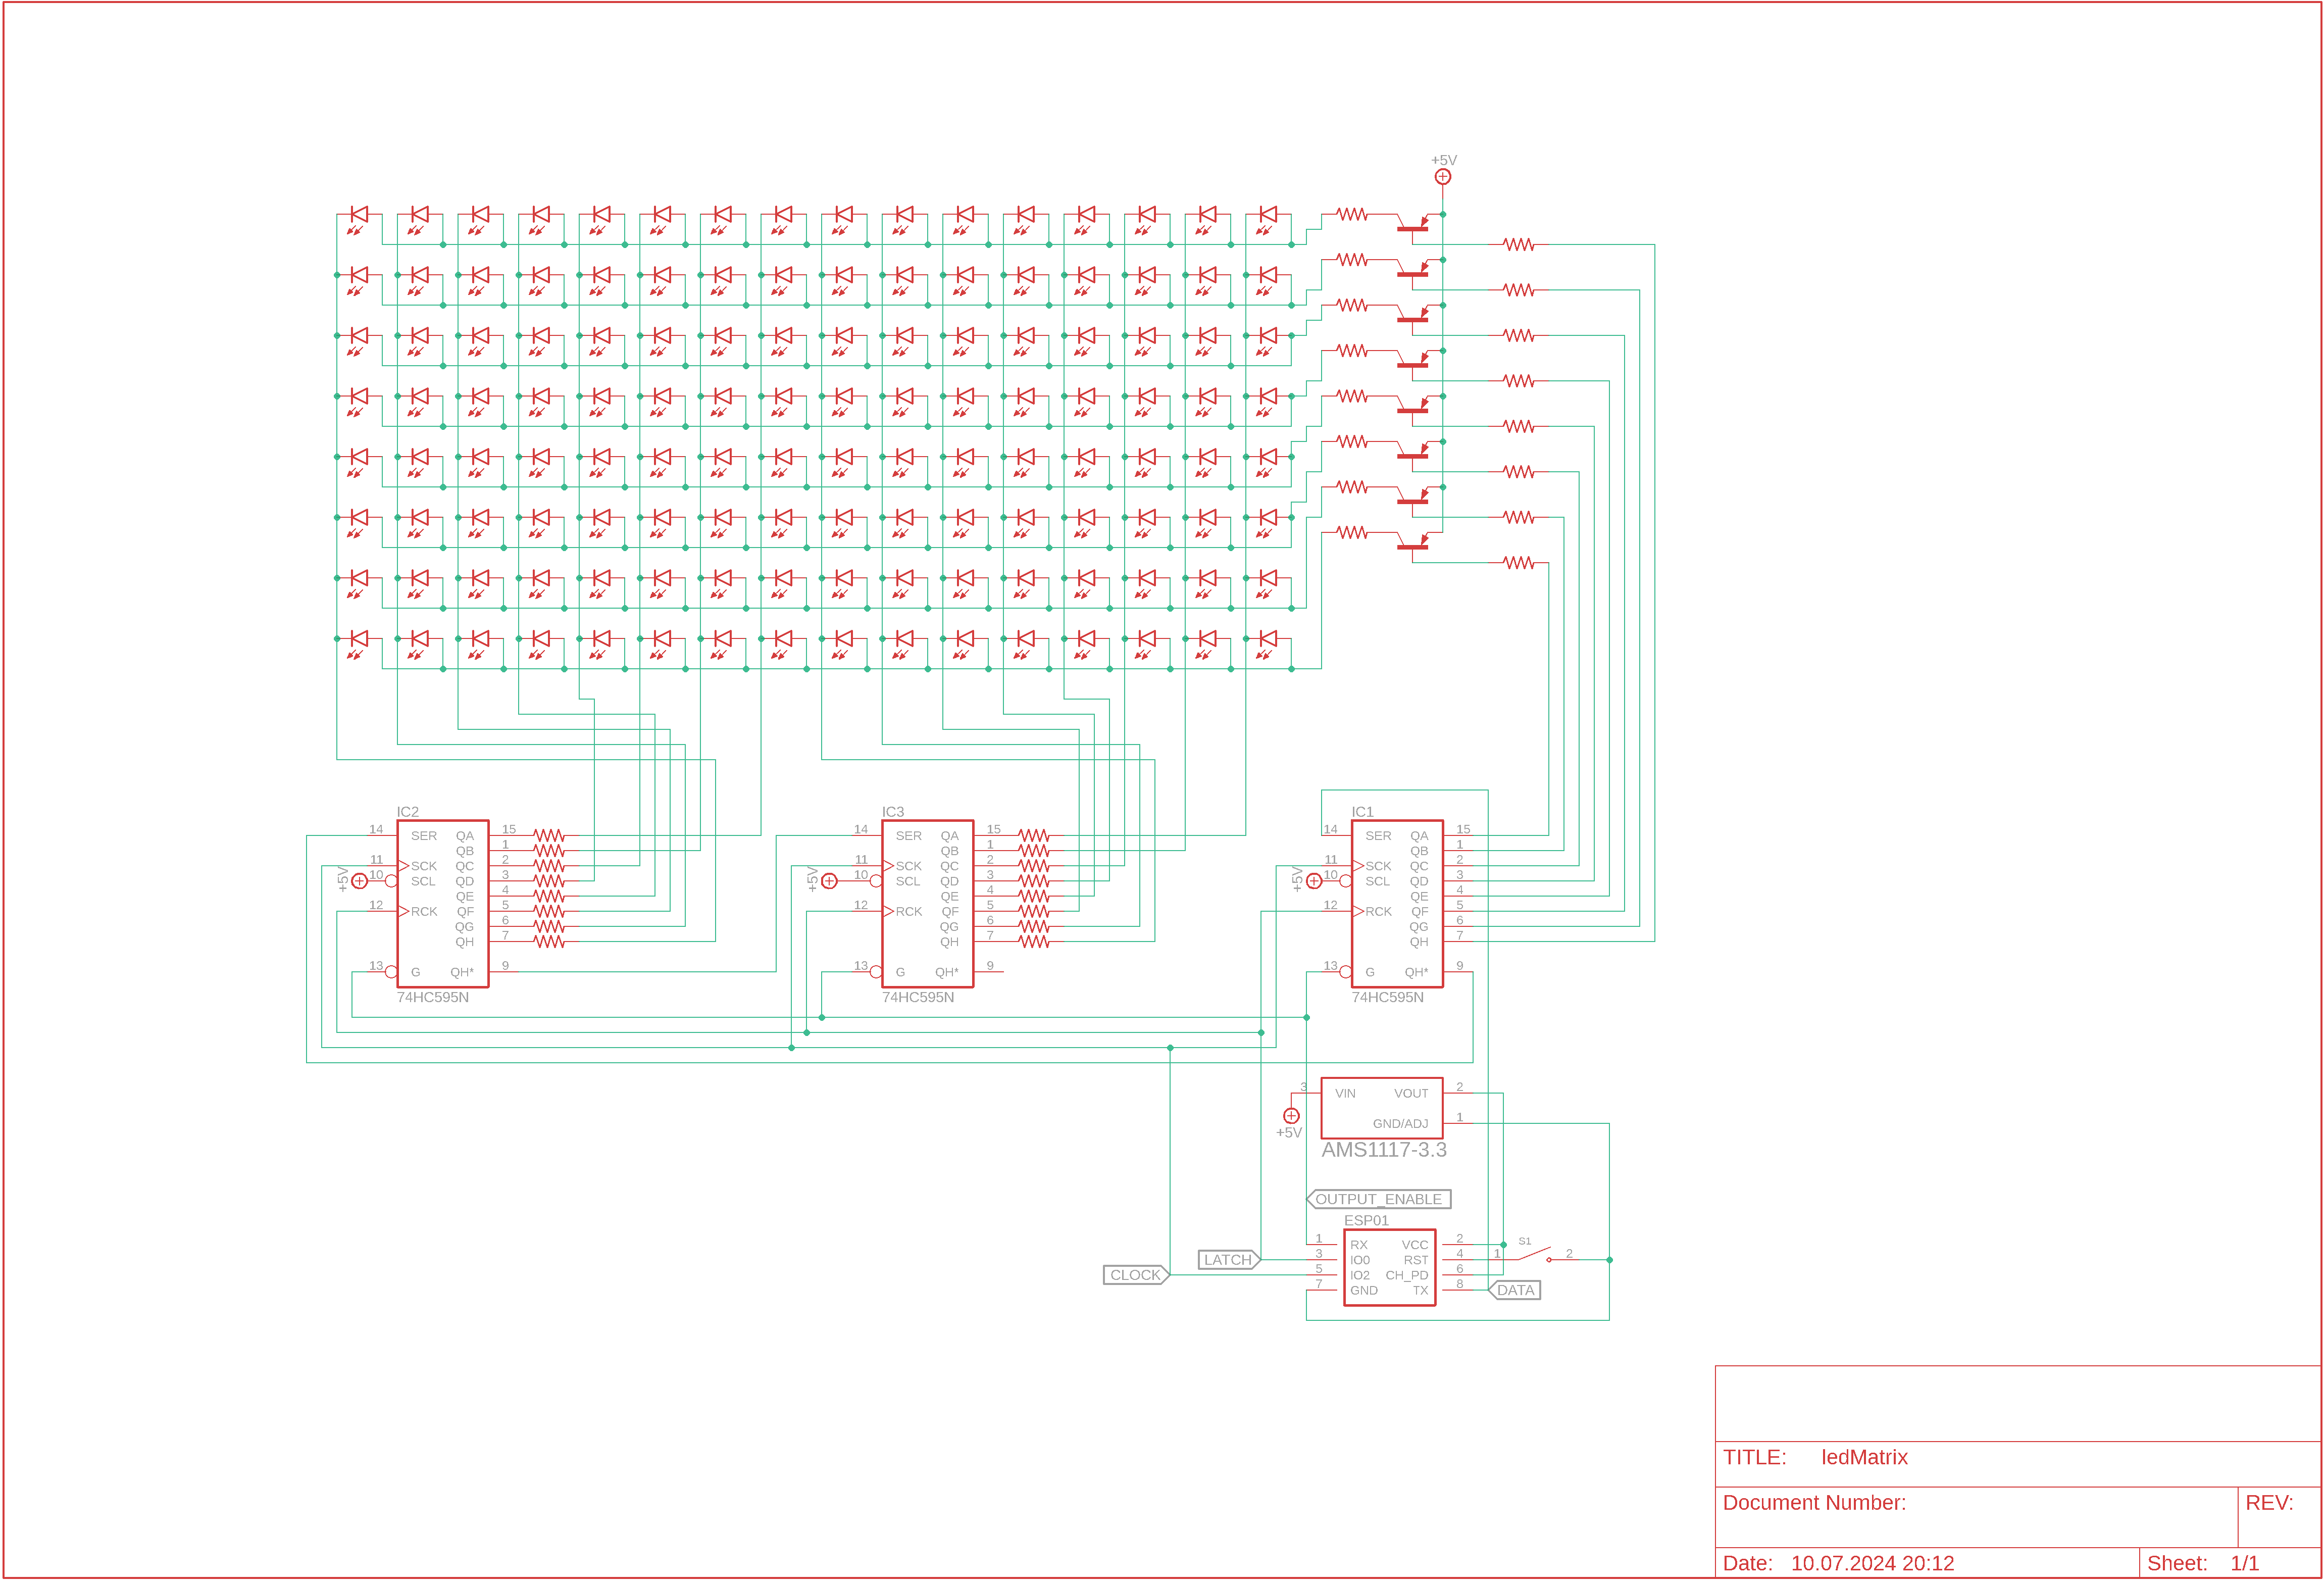 +5V
IC2
14 SER QA 15
QB 1
11 SCK QC 2
+5V 10 SCL QD 3
QE 4
12 RCK QF 5
QG 6
QH 7
13 G QH* 9
74HC595N
IC3
14 SER QA 15
QB 1
11 SCK QC 2
+5V 10 SCL QD 3
QE 4
12 RCK QF 5
QG 6
QH 7
13 G QH* 9
74HC595N
IC1
14 SER QA 15
QB 1
11 SCK QC 2
+5V 10 SCL QD 3
QE 4
12 RCK QF 5
QG 6
QH 7
13 G QH* 9
74HC595N
3 VIN VOUT 2
GND/ADJ 1
+5V
AMS1117-3.3
OUTPUT_ENABLE
ESP01
1 RX VCC 2
S1
LATCH 3 IO0 RST 4 1 2
CLOCK 5 IO2 CH_PD 6
7 GND TX 8 DATA
TITLE: ledMatrix
Document Number:
REV:
Date: 10.07.2024 20:12
Sheet: 1/1